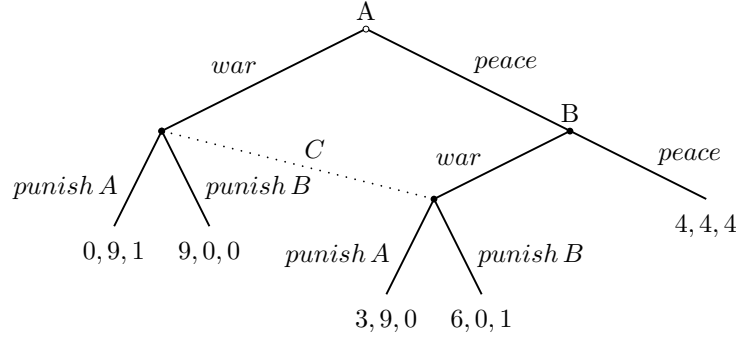 A
war
peace
B
C
war
peace
punish A
punish B
4, 4, 4
0, 9, 1
9, 0, 0
punish A
punish B
3, 9, 0
6, 0, 1